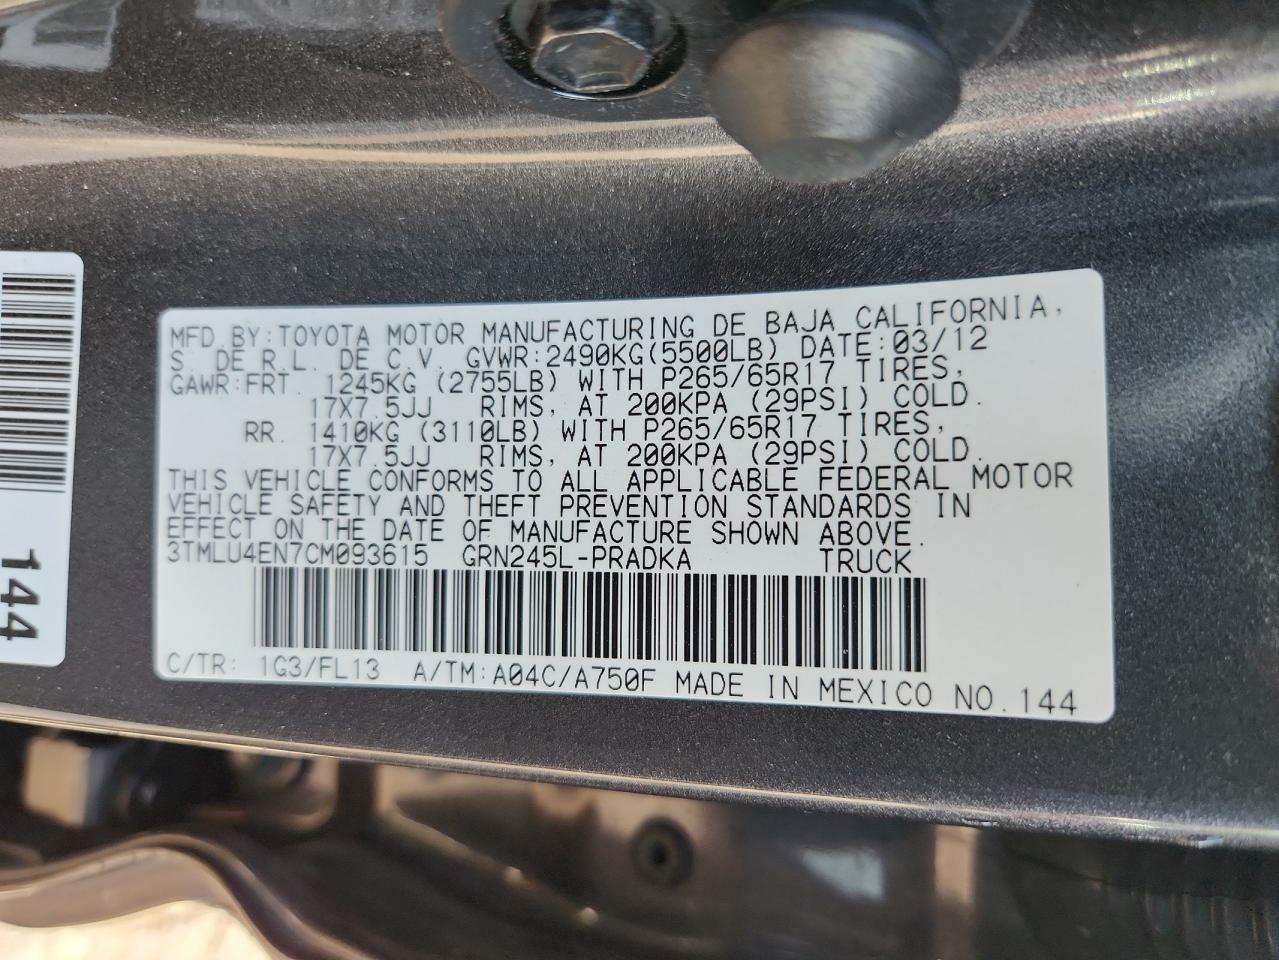 MFD. BY: TOYOTA MOTOR MANUFACTURING DE BAJA CALIFORNIA,
S. DE R.L. DE C.V. GVWR:2490KG(5500LB) DATE:03/12
GAWR:FRT. 1245KG (2755LB) WITH P265/65R17 TIRES,
17X7.5JJ RIMS, AT 200KPA (29PSI) COLD.
RR. 1410KG (3110LB) WITH P265/65R17 TIRES,
17X7.5JJ RIMS, AT 200KPA (29PSI) COLD.
THIS VEHICLE CONFORMS TO ALL APPLICABLE FEDERAL MOTOR
VEHICLE SAFETY AND THEFT PREVENTION STANDARDS IN
EFFECT ON THE DATE OF MANUFACTURE SHOWN ABOVE.
3TMLU4EN7CM093615 GRN245L-PRADKA TRUCK
C/TR: 1G3/FL13 A/TM:A04C/A750F MADE IN MEXICO NO.144
144